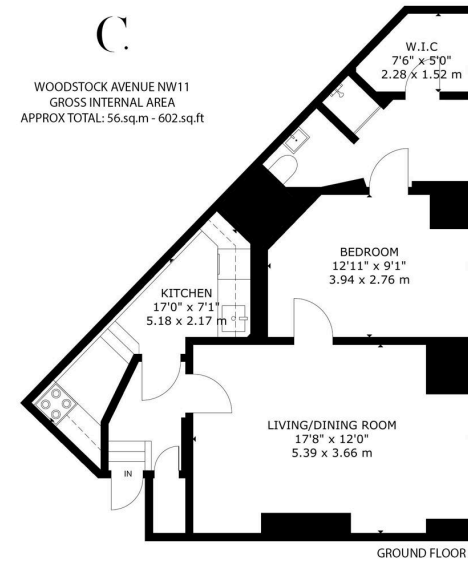 C.
WOODSTOCK AVENUE NW11
GROSS INTERNAL AREA
APPROX TOTAL: 56.sq.m - 602.sq.ft
W.I.C
7'6" x 5'0"
2.28 x 1.52 m
BEDROOM
12'11" x 9'1"
3.94 x 2.76 m
KITCHEN
17'0" x 7'1"
5.18 x 2.17 m
LIVING/DINING ROOM
17'8" x 12'0"
5.39 x 3.66 m
IN
GROUND FLOOR